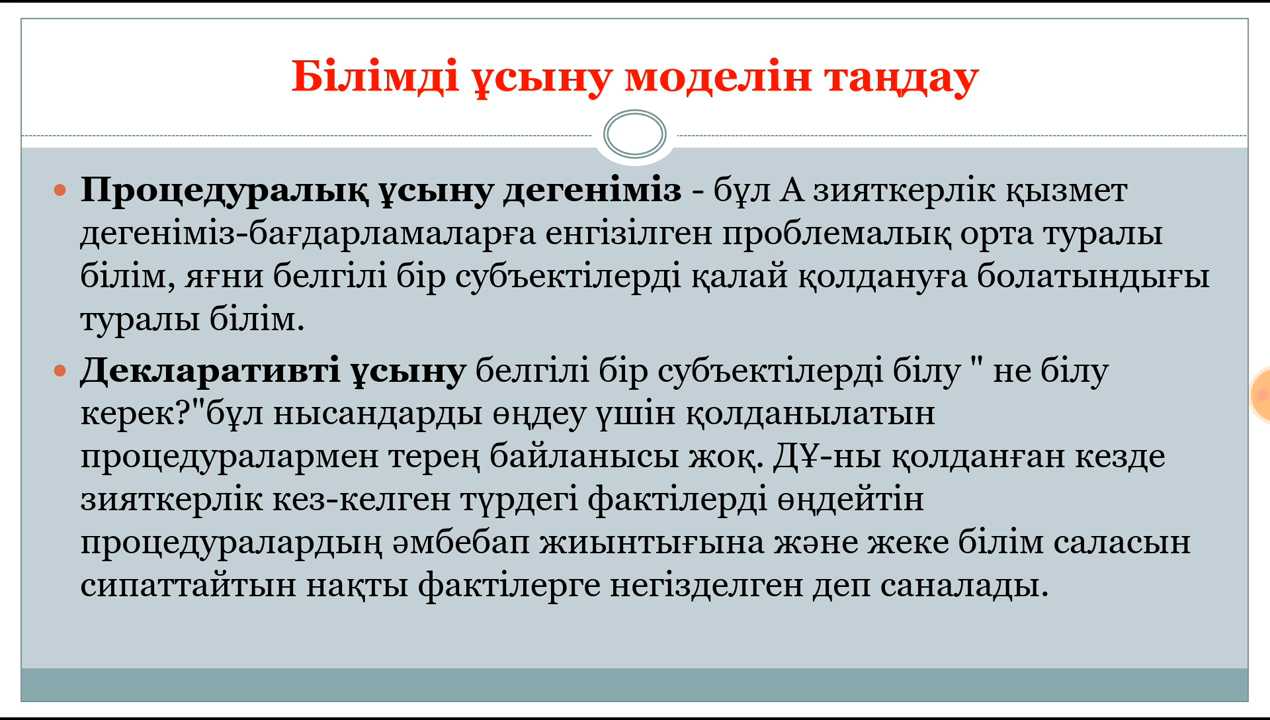 Білімді ұсыну моделін таңдау
Процедуралық ұсыну дегеніміз - бұл А зияткерлік қызмет
дегеніміз-бағдарламаларға енгізілген проблемалық орта туралы
білім, яғни белгілі бір субъектілерді қалай қолдануға болатындығы
туралы білім.
Декларативті ұсыну белгілі бір субъектілерді білу " не білу
керек?"бұл нысандарды өңдеу үшін қолданылатын
процедуралармен терең байланысы жоқ. ДҰ-ны қолданған кезде
зияткерлік кез-келген түрдегі фактілерді өңдейтін
процедуралардың әмбебап жиынтығына және жеке білім саласын
сипаттайтын нақты фактілерге негізделген деп саналады.